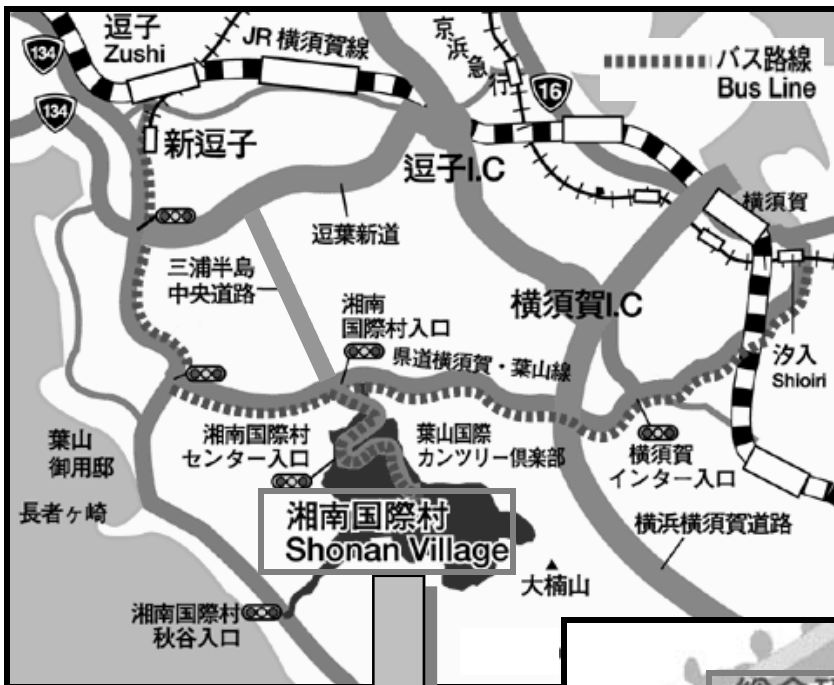 逗子
Zushi
134
134
JR 横須賀線
京浜急行
16
バス路線
Bus Line
新逗子
逗子I.C
逗葉新道
横須賀
三浦半島
中央道路
湘南
国際村入口
横須賀I.C
県道横須賀・葉山線
汐入
Shioiri
葉山
御用邸
湘南国際村
センター入口
葉山国際
カンツリー倶楽部
横須賀
インター入口
長者ヶ崎
湘南国際村
Shonan Village
横浜横須賀道路
大楠山
湘南国際村
秋谷入口